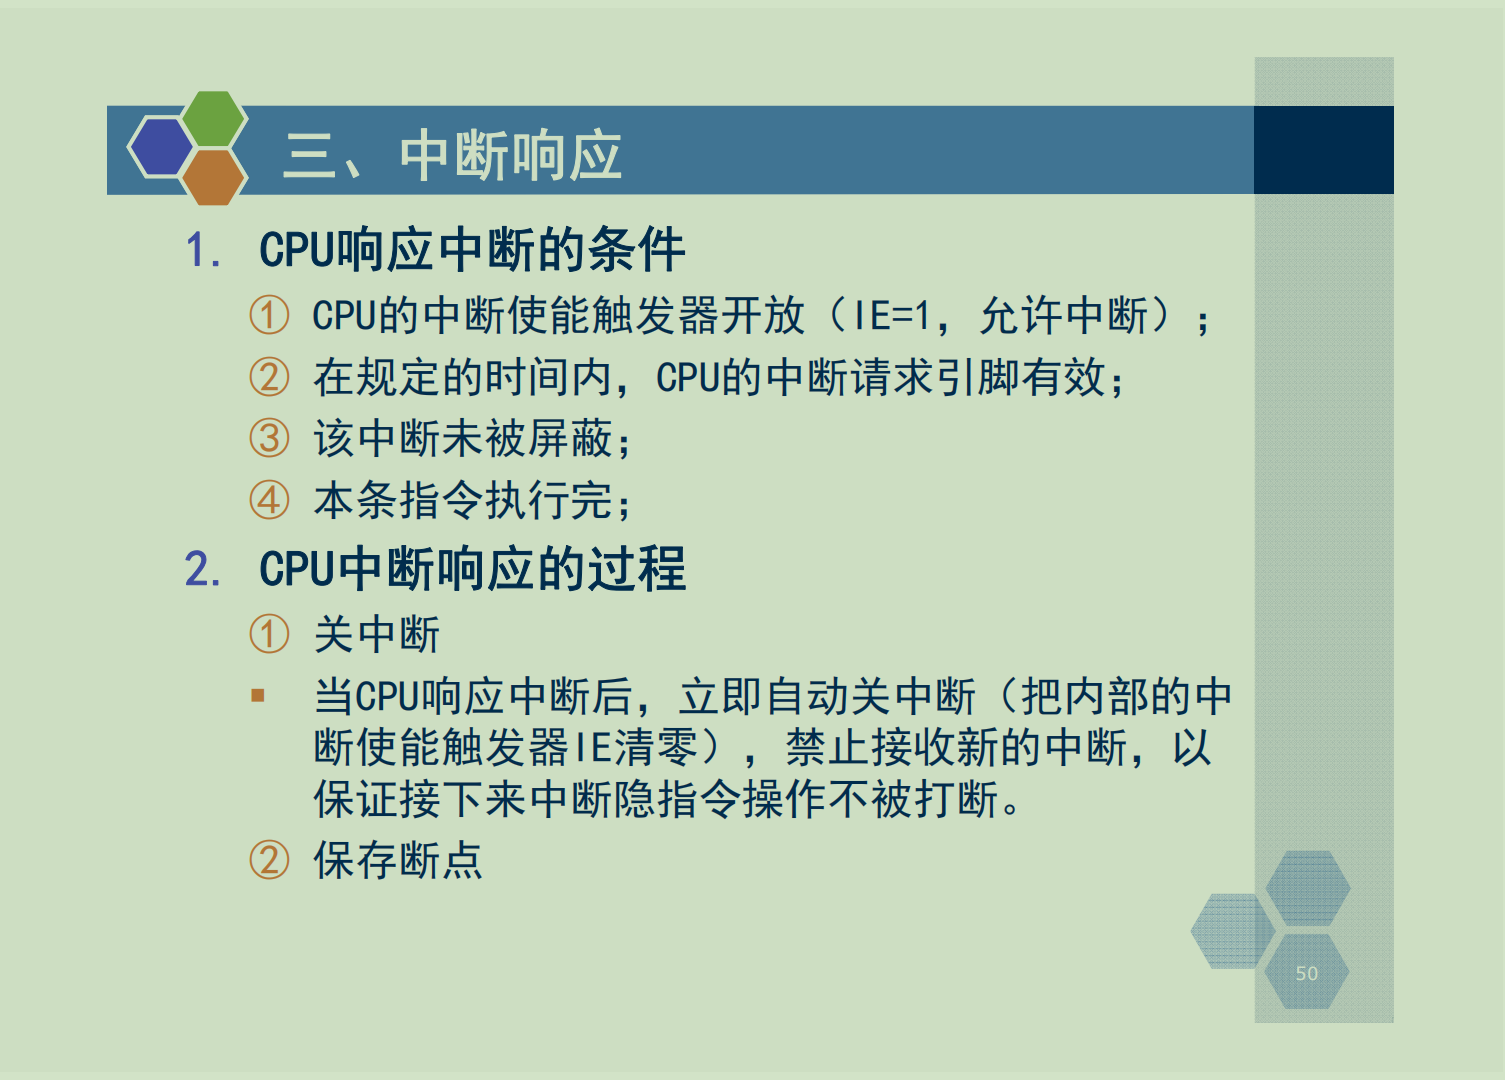 三、中断响应
1. CPU响应中断的条件
① CPU的中断使能触发器开放（IE=1，允许中断）；
② 在规定的时间内，CPU的中断请求引脚有效；
③ 该中断未被屏蔽；
④ 本条指令执行完；
2. CPU中断响应的过程
① 关中断
▪ 当CPU响应中断后，立即自动关中断（把内部的中
断使能触发器IE清零），禁止接收新的中断，以
保证接下来中断隐指令操作不被打断。
② 保存断点
50